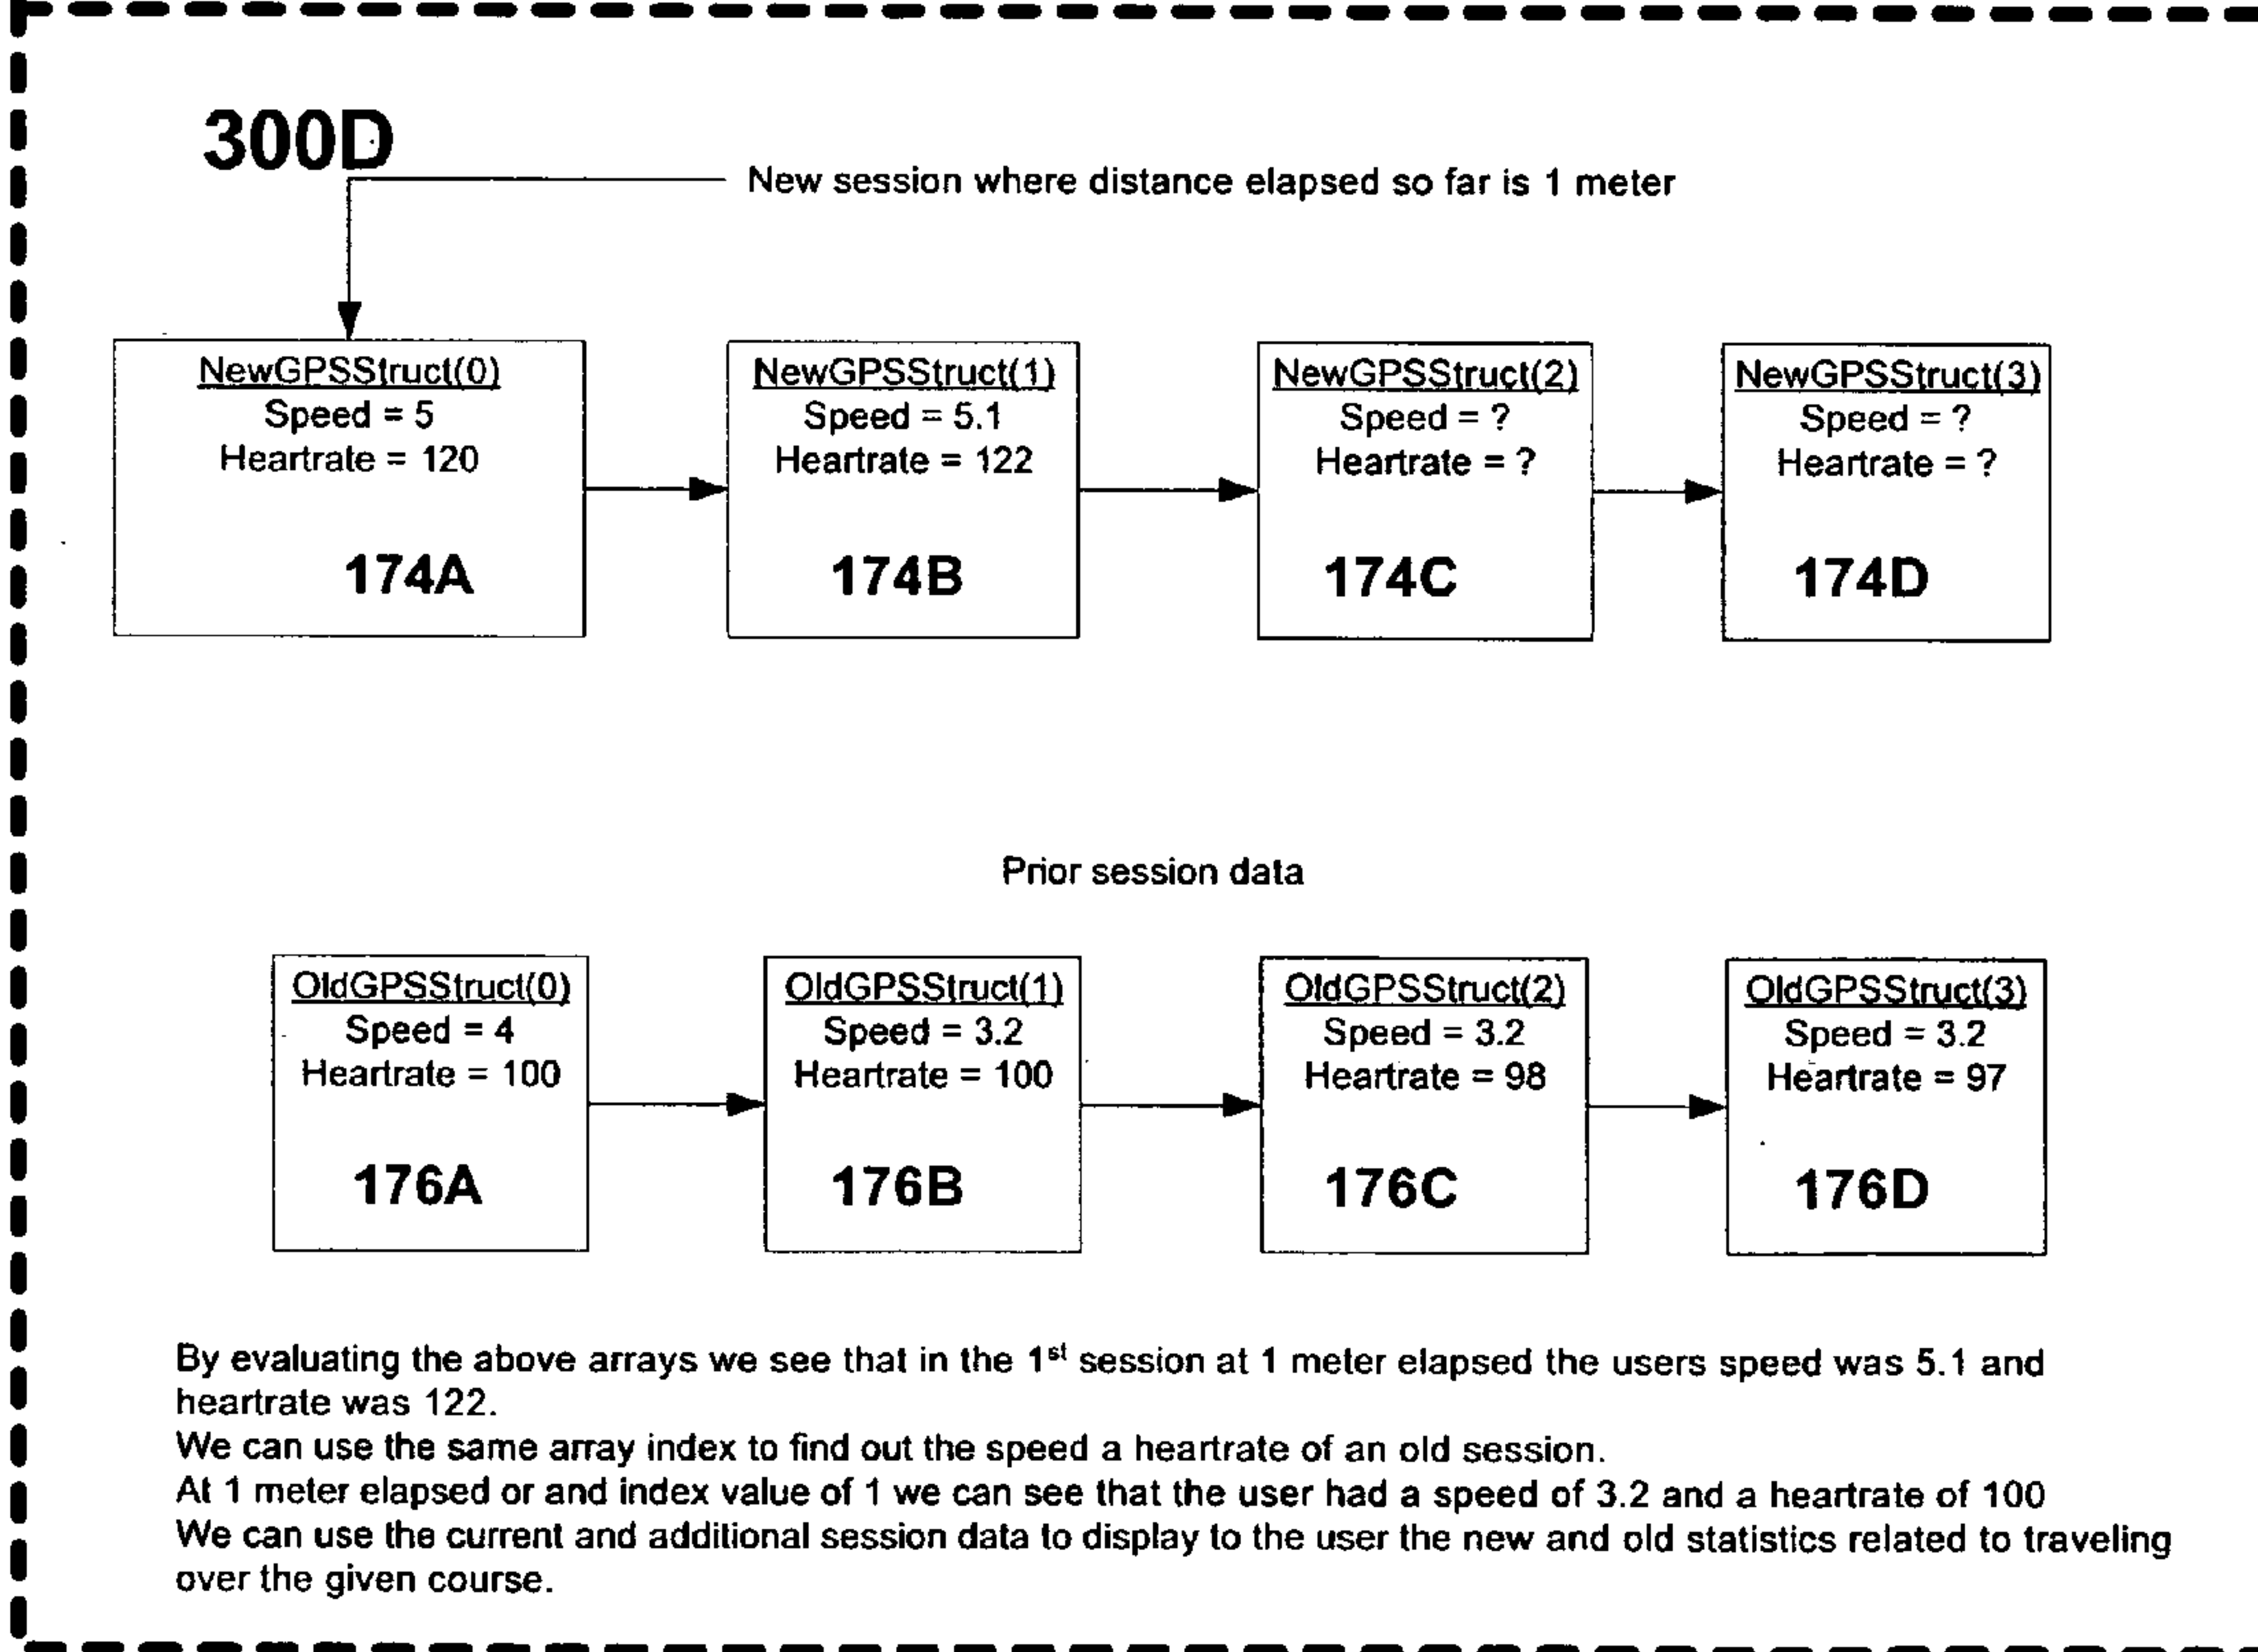 300D
New session where distance elapsed so far is 1 meter
NewGPSStruct(0)
Speed = 5
Heartrate = 120
174A
NewGPSStruct(1)
Speed = 5.1
Heartrate = 122
174B
NewGPSStruct(2)
Speed = ?
Heartrate = ?
174C
NewGPSStruct(3)
Speed = ?
Heartrate = ?
174D
Prior session data
OldGPSStruct(0)
Speed = 4
Heartrate = 100
176A
OldGPSStruct(1)
Speed = 3.2
Heartrate = 100
176B
OldGPSStruct(2)
Speed = 3.2
Heartrate = 98
176C
OldGPSStruct(3)
Speed = 3.2
Heartrate = 97
176D
By evaluating the above arrays we see that in the 1st session at 1 meter elapsed the users speed was 5.1 and
heartrate was 122.
We can use the same array index to find out the speed a heartrate of an old session.
At 1 meter elapsed or and index value of 1 we can see that the user had a speed of 3.2 and a heartrate of 100
We can use the current and additional session data to display to the user the new and old statistics related to traveling
over the given course.